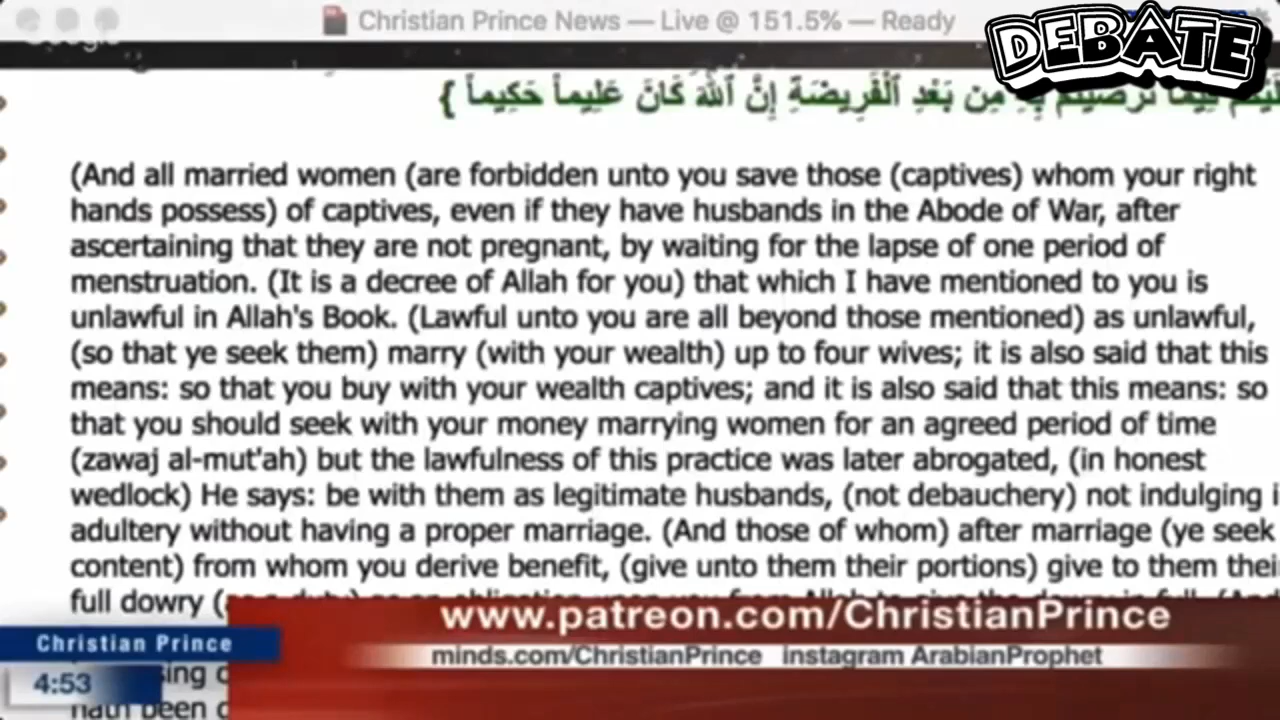 Christian Prince News — Live @ 151.5% — Ready
DEBATE
Google
مِن بَعْدِ ٱلْفَرِيضَةِ إِنَّ ٱللَّهَ كَانَ عَلِيماً حَكِيماً }
(And all married women (are forbidden unto you save those (captives) whom your right
hands possess) of captives, even if they have husbands in the Abode of War, after
ascertaining that they are not pregnant, by waiting for the lapse of one period of
menstruation. (It is a decree of Allah for you) that which I have mentioned to you is
unlawful in Allah's Book. (Lawful unto you are all beyond those mentioned) as unlawful,
(so that ye seek them) marry (with your wealth) up to four wives; it is also said that this
means: so that you buy with your wealth captives; and it is also said that this means: so
that you should seek with your money marrying women for an agreed period of time
(zawaj al-mut'ah) but the lawfulness of this practice was later abrogated, (in honest
wedlock) He says: be with them as legitimate husbands, (not debauchery) not indulging i
adultery without having a proper marriage. (And those of whom) after marriage (ye seek
content) from whom you derive benefit, (give unto them their portions) give to them thei
full dowry
www.patreon.com/ChristianPrince
Christian Prince
minds.com/ChristianPrince instagram ArabianProphet
4:53
been